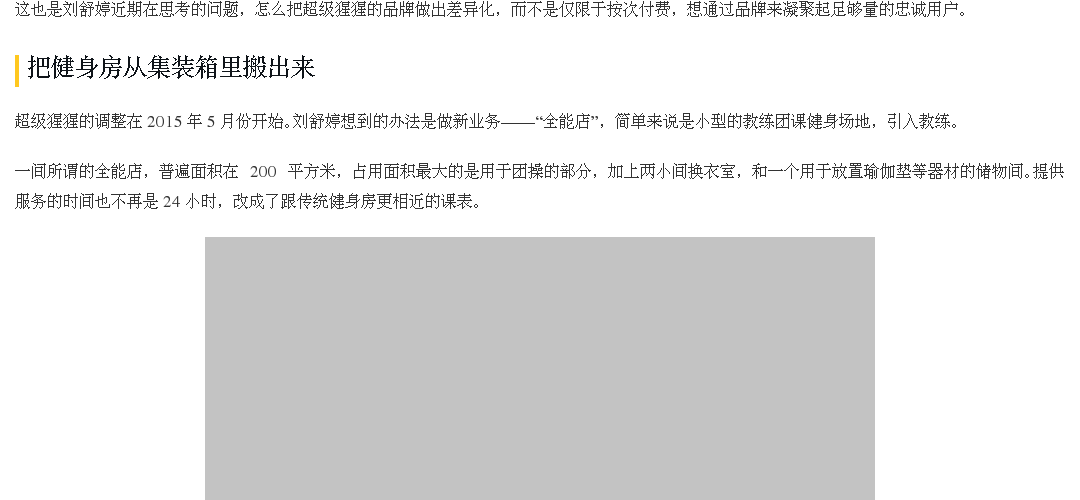 这也是刘舒婷近期在思考的问题，怎么把超级猩猩的品牌做出差异化，而不是仅限于按次付费，想通过品牌来凝聚起足够量的忠诚用户。
把健身房从集装箱里搬出来
超级猩猩的调整在 2015 年 5 月份开始。刘舒婷想到的办法是做新业务——“全能店”，简单来说是小型的教练团课健身场地，引入教练。
一间所谓的全能店，普遍面积在 200 平方米，占用面积最大的是用于团操的部分，加上两小间换衣室，和一个用于放置瑜伽垫等器材的储物间。提供
服务的时间也不再是 24 小时，改成了跟传统健身房更相近的课表。